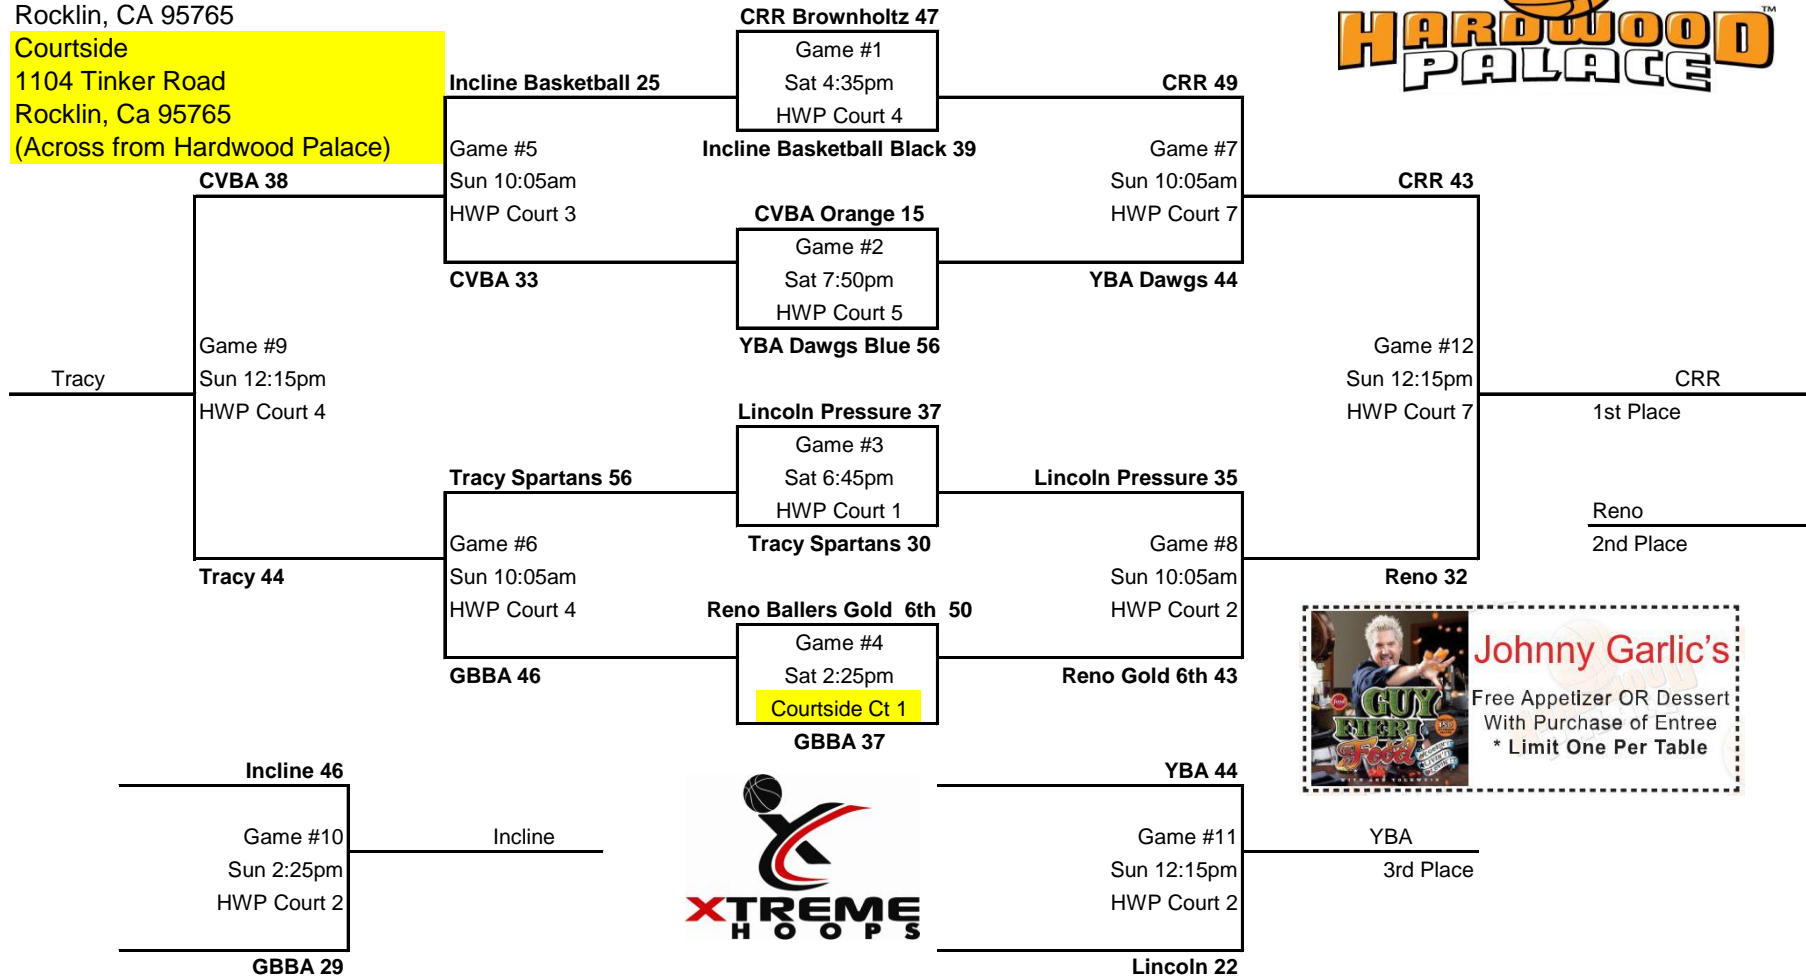 Rocklin, CA 95765
Courtside
1104 Tinker Road
Rocklin, Ca 95765
(Across from Hardwood Palace)
HARDWOOD
PALACE
TM
CRR Brownholtz 47
Game #1
Sat 4:35pm
HWP Court 4
Incline Basketball Black 39
Incline Basketball 25
Game #5
Sun 10:05am
HWP Court 3
CVBA 33
CVBA Orange 15
Game #2
Sat 7:50pm
HWP Court 5
YBA Dawgs Blue 56
CRR 49
Game #7
Sun 10:05am
HWP Court 7
YBA Dawgs 44
CVBA 38
Game #9
Sun 12:15pm
HWP Court 4
Tracy 44
Tracy
CRR 43
Game #12
Sun 12:15pm
HWP Court 7
Reno 32
CRR
1st Place
Reno
2nd Place
Lincoln Pressure 37
Game #3
Sat 6:45pm
HWP Court 1
Tracy Spartans 30
Tracy Spartans 56
Game #6
Sun 10:05am
HWP Court 4
GBBA 46
Reno Ballers Gold 6th 50
Game #4
Sat 2:25pm
Courtside Ct 1
GBBA 37
Lincoln Pressure 35
Game #8
Sun 10:05am
HWP Court 2
Reno Gold 6th 43
GUY
FIERI
Food
Johnny Garlic's
Free Appetizer OR Dessert
With Purchase of Entree
* Limit One Per Table
Incline 46
Game #10
Sun 2:25pm
HWP Court 2
GBBA 29
Incline
XTREME
HOOPS
YBA 44
Game #11
Sun 12:15pm
HWP Court 2
Lincoln 22
YBA
3rd Place